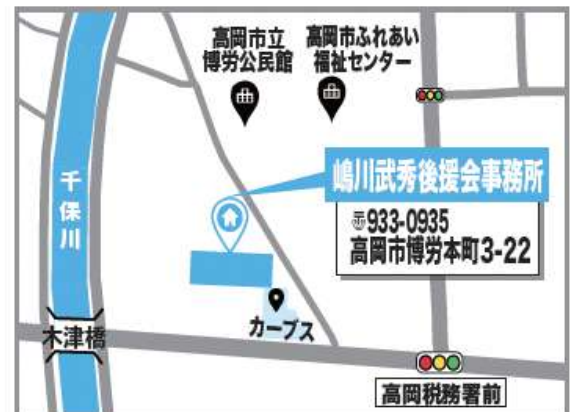 高岡市立
博労公民館
高岡市ふれあい
福祉センター
嶋川武秀後援会事務所
〠933-0935
高岡市博労本町3-22
千保川
カーブス
木津橋
高岡税務署前